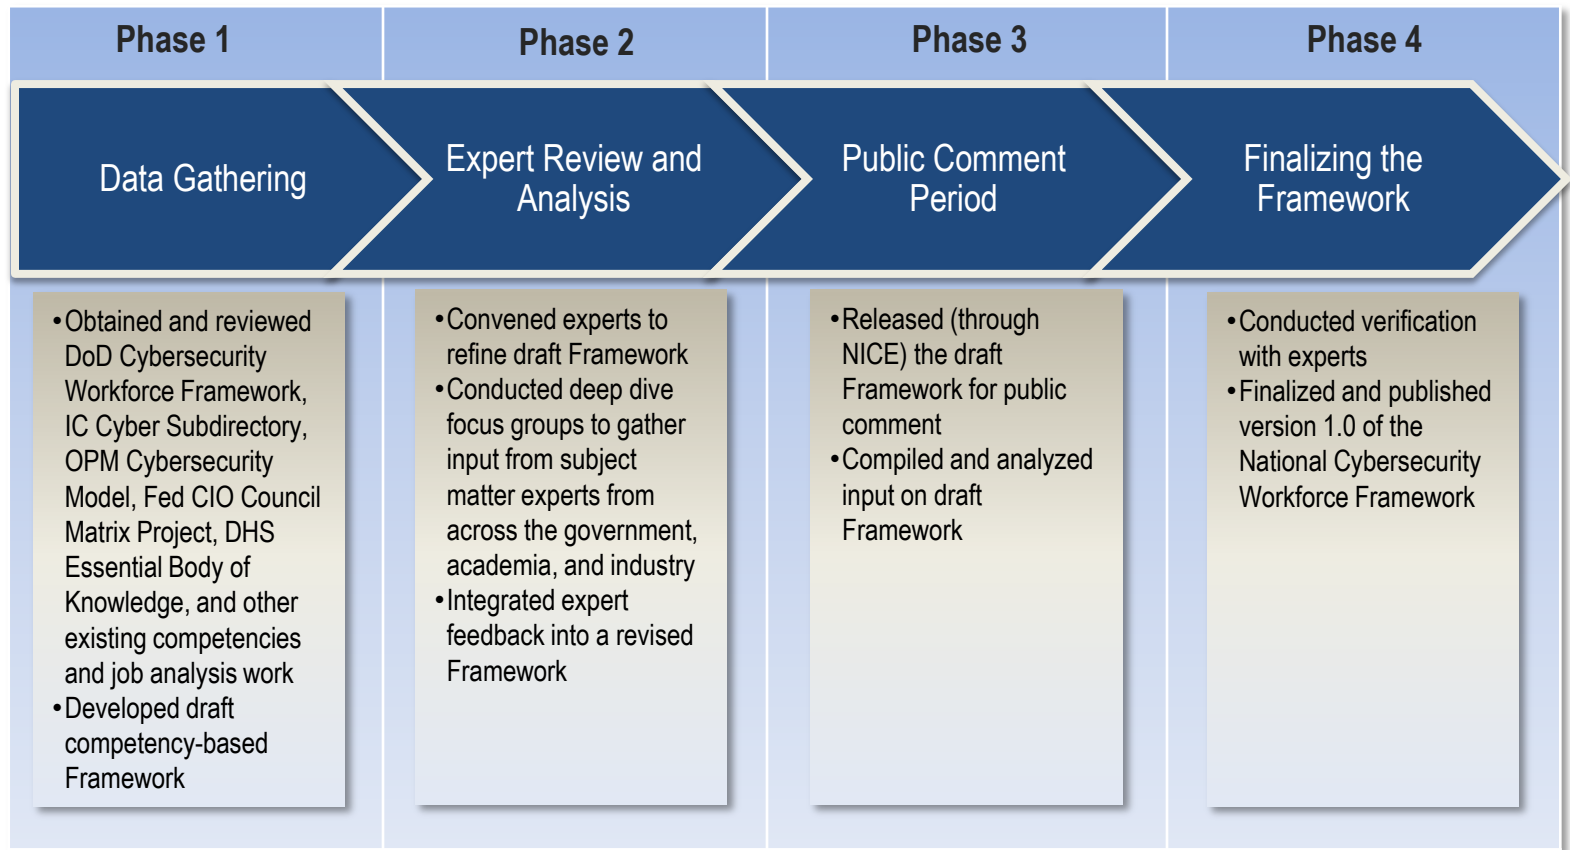 Phase 1
Phase 2
Phase 3
Phase 4
Data Gathering
Expert Review and
Analysis
Public Comment
Period
Finalizing the
Framework
•Obtained and reviewed
DoD Cybersecurity
Workforce Framework,
IC Cyber Subdirectory,
OPM Cybersecurity
Model, Fed CIO Council
Matrix Project, DHS
Essential Body of
Knowledge, and other
existing competencies
and job analysis work
•Developed draft
competency-based
Framework
•Convened experts to
refine draft Framework
•Conducted deep dive
focus groups to gather
input from subject
matter experts from
across the government,
academia, and industry
•Integrated expert
feedback into a revised
Framework
•Released (through
NICE) the draft
Framework for public
comment
•Compiled and analyzed
input on draft
Framework
•Conducted verification
with experts
•Finalized and published
version 1.0 of the
National Cybersecurity
Workforce Framework